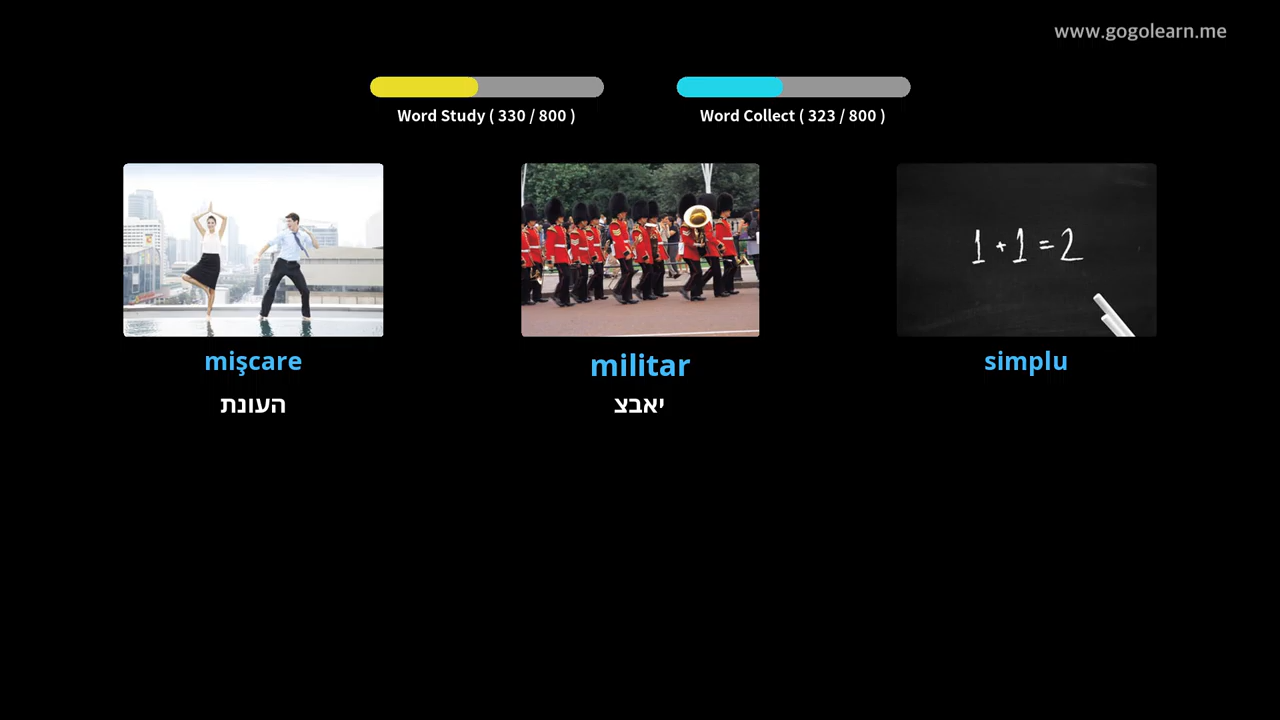 www.gogolearn.me
Word Study ( 330 / 800 )
Word Collect ( 323 / 800 )
1 + 1 = 2
mişcare
militar
simplu
העונת
יאבצ